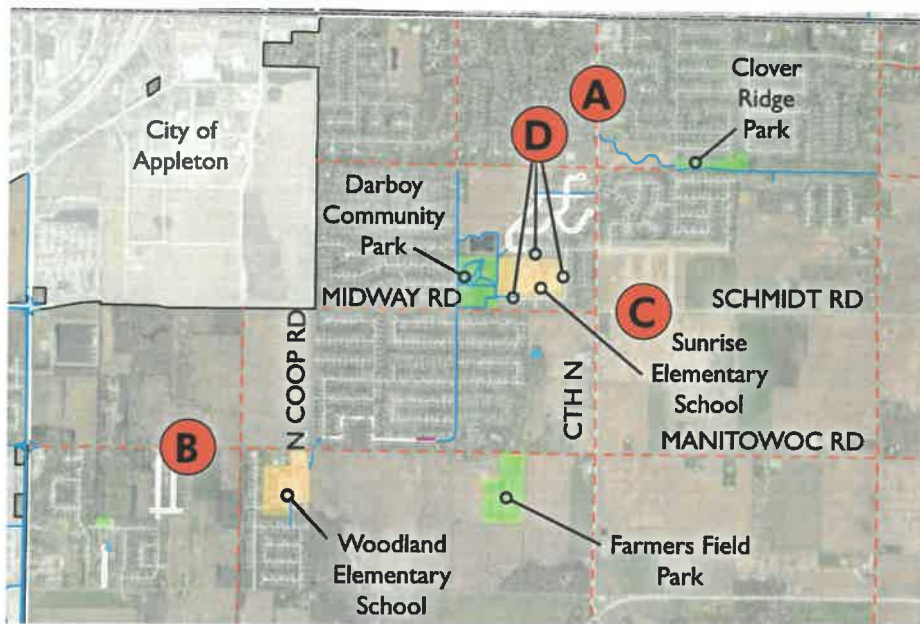 City of
Appleton
A
D
Clover
Ridge
Park
Darboy
Community
Park
MIDWAY RD
SCHMIDT RD
N COOP RD
C
Sunrise
Elementary
School
CTH N
B
MANITOWOC RD
Woodland
Elementary
School
Farmers Field
Park